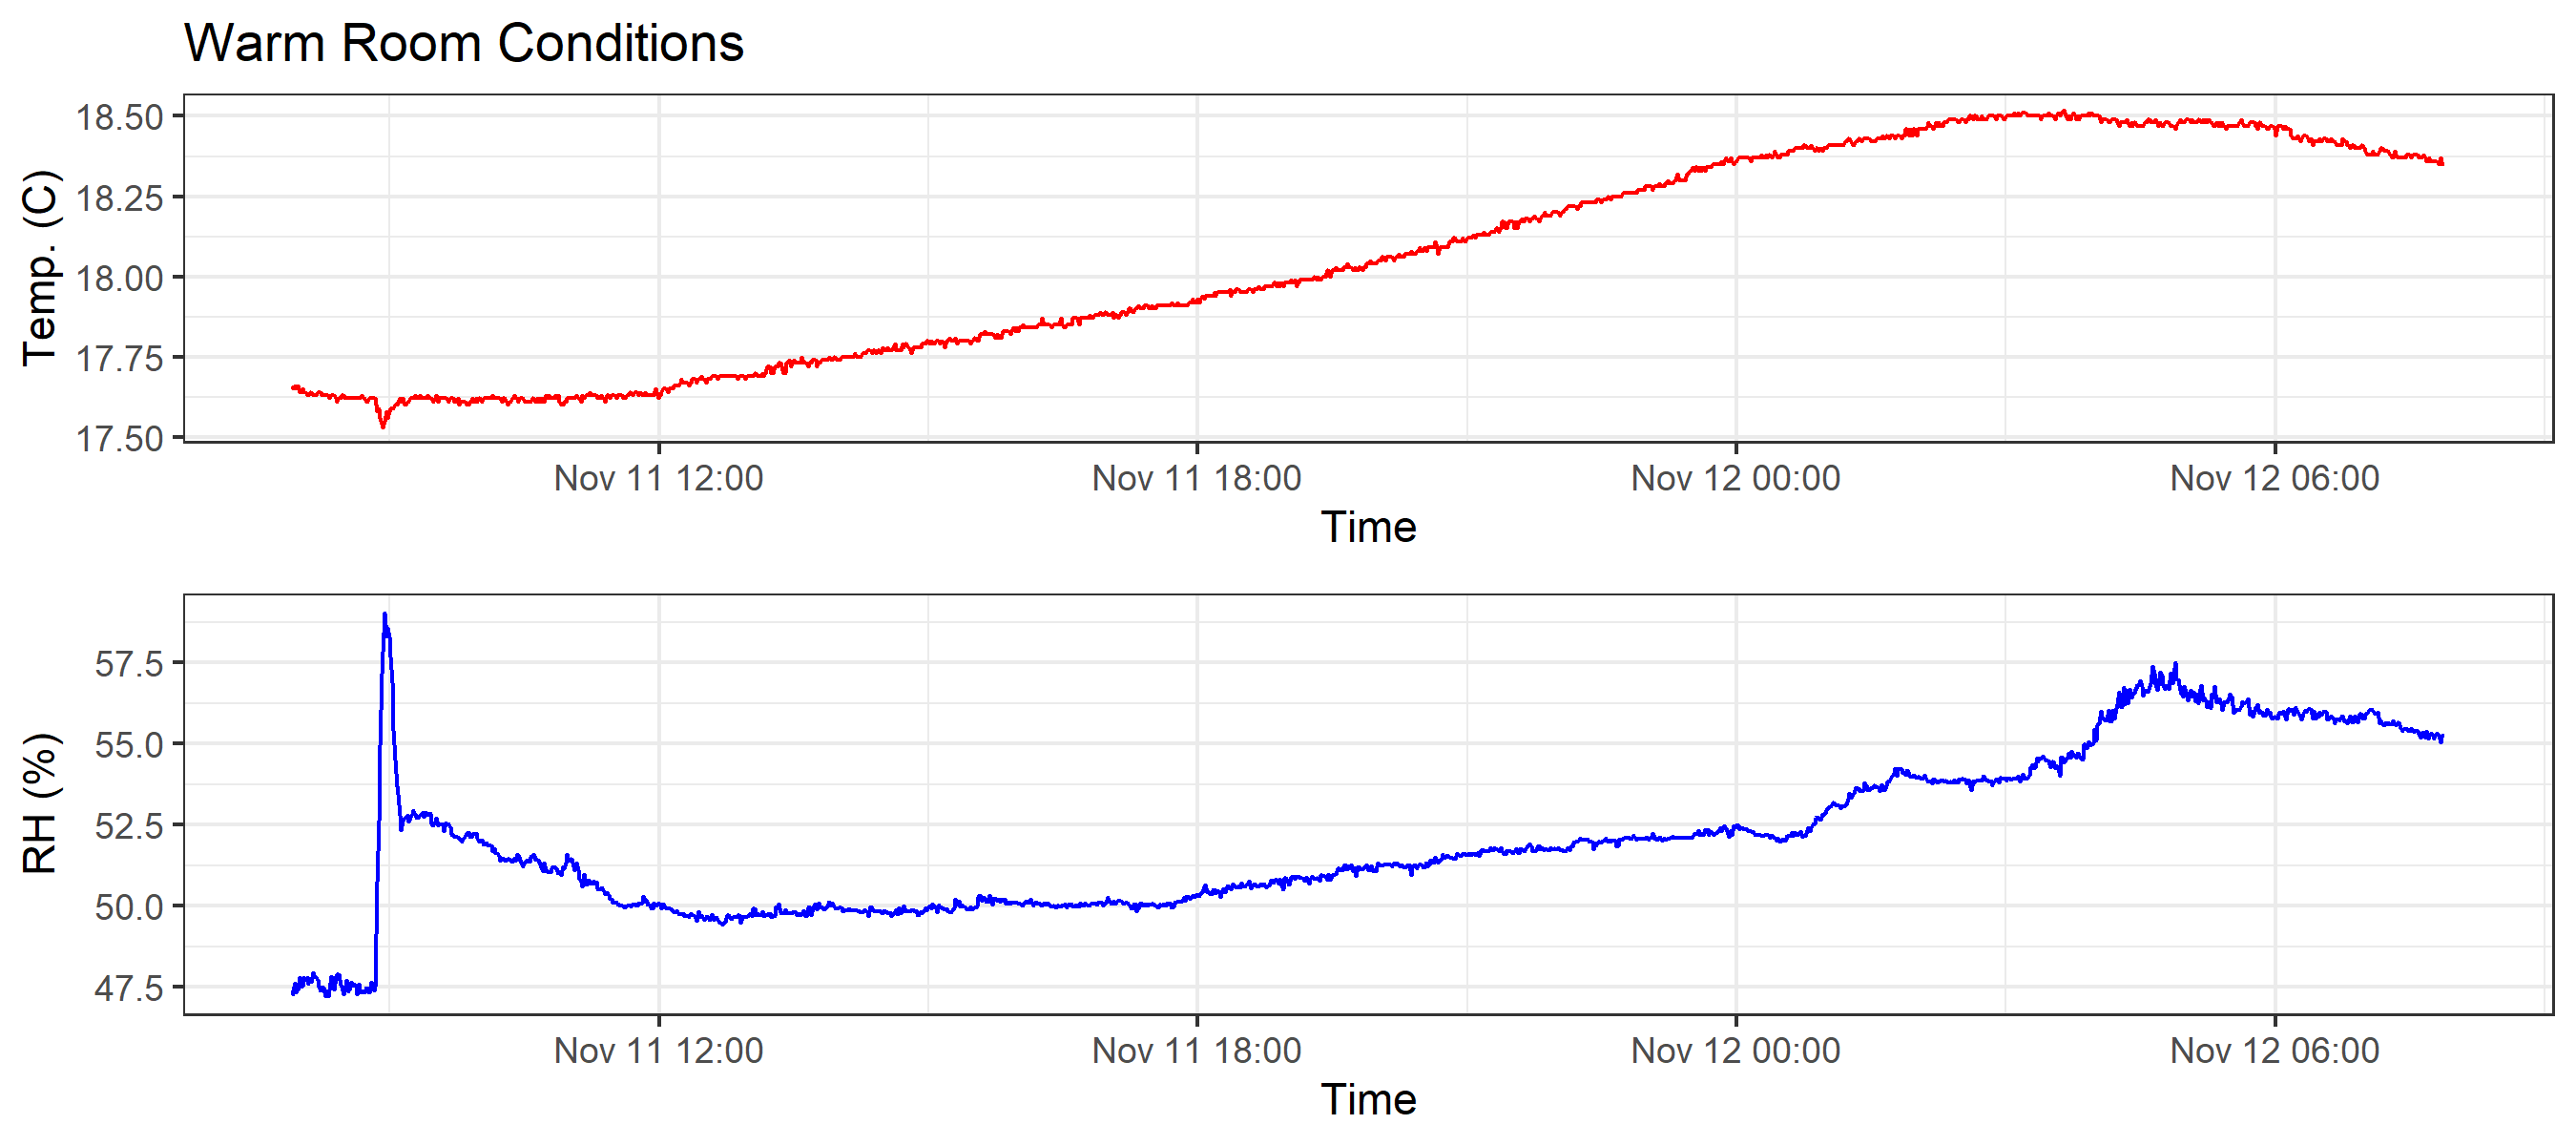 Warm Room Conditions
Temp. (C)
18.50
18.25
18.00
17.75
17.50
Nov 11 12:00 Nov 11 18:00 Nov 12 00:00 Nov 12 06:00
Time
RH (%)
57.5
55.0
52.5
50.0
47.5
Nov 11 12:00 Nov 11 18:00 Nov 12 00:00 Nov 12 06:00
Time